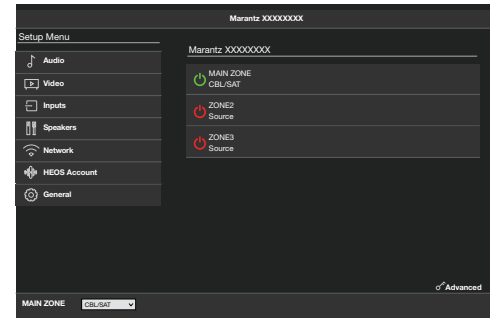 Marantz XXXXXXXX
Setup Menu
Audio
Video
Inputs
Speakers
Network
HEOS Account
General
Marantz XXXXXXXX
MAIN ZONE
CBL/SAT
ZONE2
Source
ZONE3
Source
Advanced
MAIN ZONE CBL/SAT